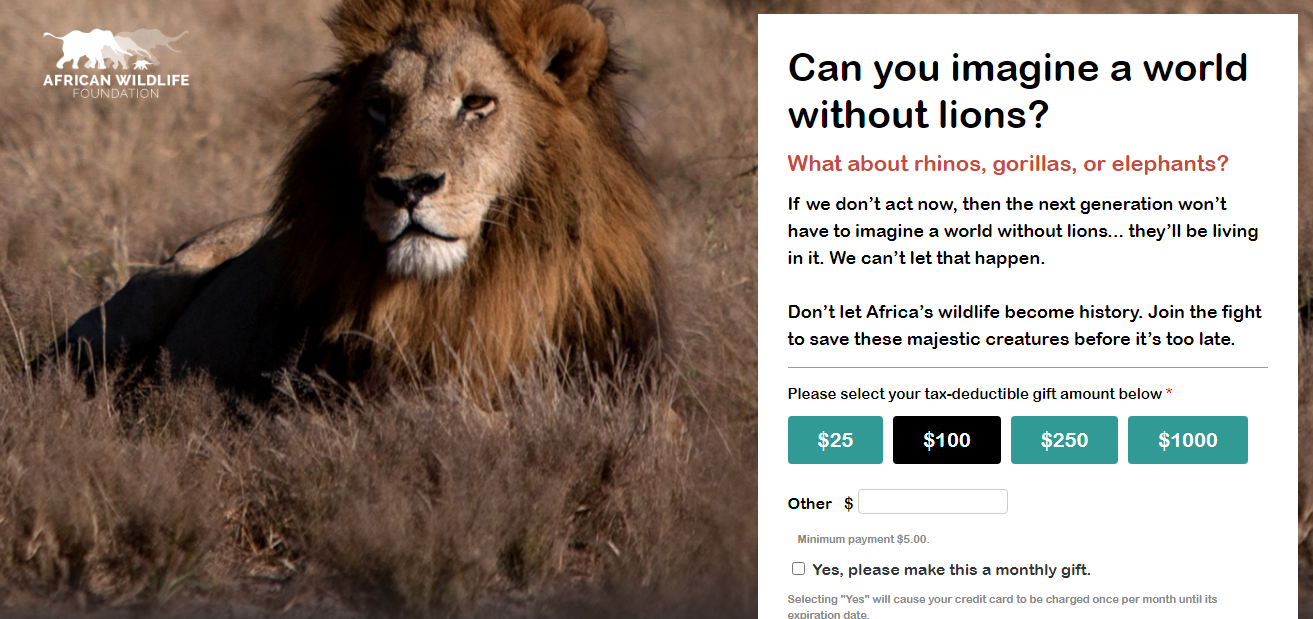 AFRICAN WILDLIFE
FOUNDATION
Can you imagine a world
without lions?
What about rhinos, gorillas, or elephants?
If we don’t act now, then the next generation won’t
have to imagine a world without lions... they’ll be living
in it. We can’t let that happen.
Don’t let Africa’s wildlife become history. Join the fight
to save these majestic creatures before it’s too late.
Please select your tax-deductible gift amount below *
$25 $100 $250 $1000
Other $
Minimum payment $5.00.
Yes, please make this a monthly gift.
Selecting "Yes" will cause your credit card to be charged once per month until its
expiration date.